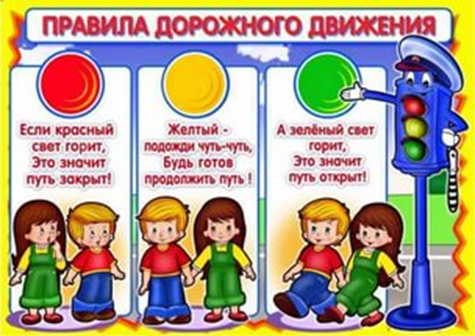 ПРАВИЛА ДОРОЖНОГО ДВИЖЕНИЯ
Если красный
свет горит,
Это значит
путь закрыт!
Желтый -
подожди чуть-чуть,
Будь готов
продолжить путь !
А зелёный свет
горит,
Это значит
путь открыт!